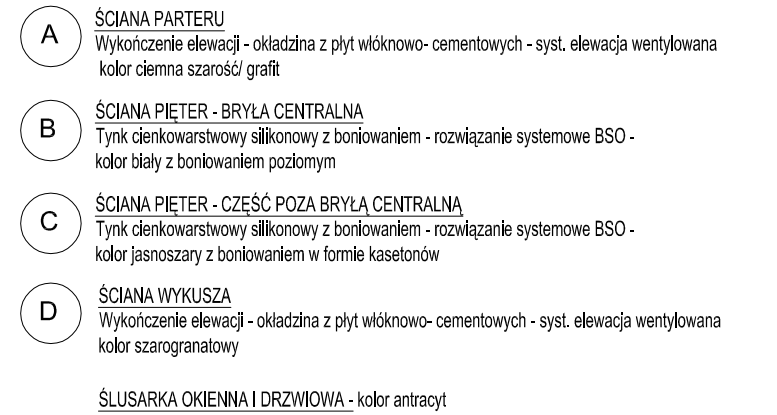 A
ŚCIANA PARTERU
Wykończenie elewacji - okładzina z płyt włóknowo- cementowych - syst. elewacja wentylowana
kolor ciemna szarość/ grafit
B
ŚCIANA PIĘTER - BRYŁA CENTRALNA
Tynk cienkowarstwowy silikonowy z boniowaniem - rozwiązanie systemowe BSO -
kolor biały z boniowaniem poziomym
C
ŚCIANA PIĘTER - CZĘŚĆ POZA BRYŁĄ CENTRALNĄ
Tynk cienkowarstwowy silikonowy z boniowaniem - rozwiązanie systemowe BSO -
kolor jasnoszary z boniowaniem w formie kasetonów
D
ŚCIANA WYKUSZA
Wykończenie elewacji - okładzina z płyt włóknowo- cementowych - syst. elewacja wentylowana
kolor szarogranatowy
ŚLUSARKA OKIENNA I DRZWIOWA - kolor antracyt